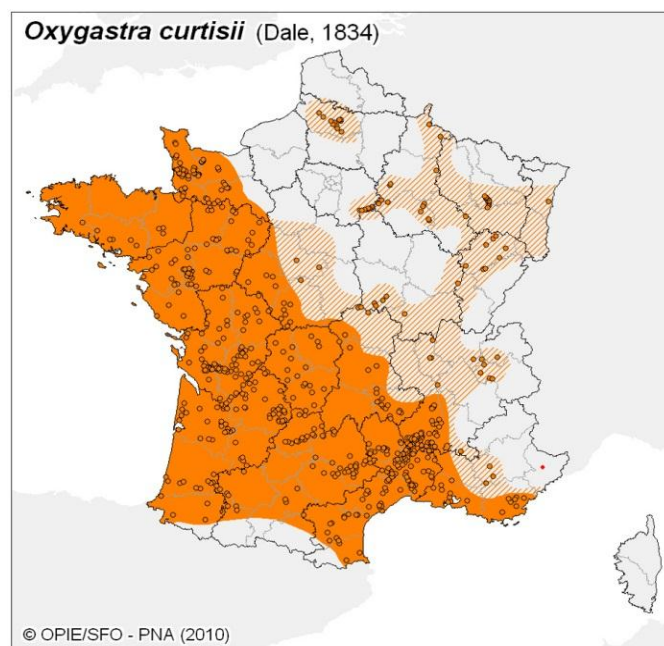 Oxygastra curtisii (Dale, 1834)
© OPIE/SFO - PNA (2010)